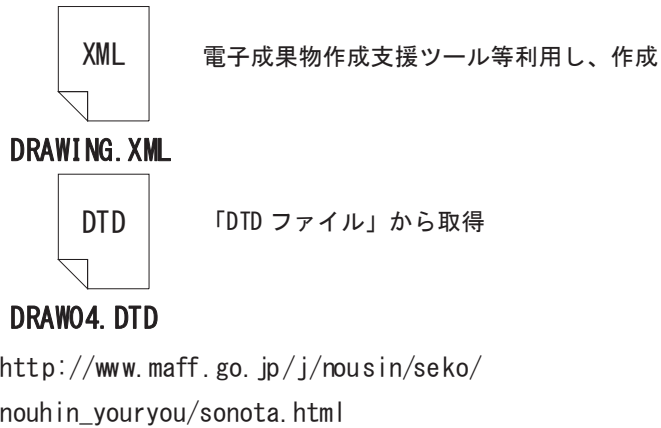 XML
電子成果物作成支援ツール等利用し、作成
DRAWING.XML
DTD
「DTD ファイル」から取得
DRAW04.DTD
http://www.maff.go.jp/j/nousin/seko/
nouhin_youryou/sonota.html